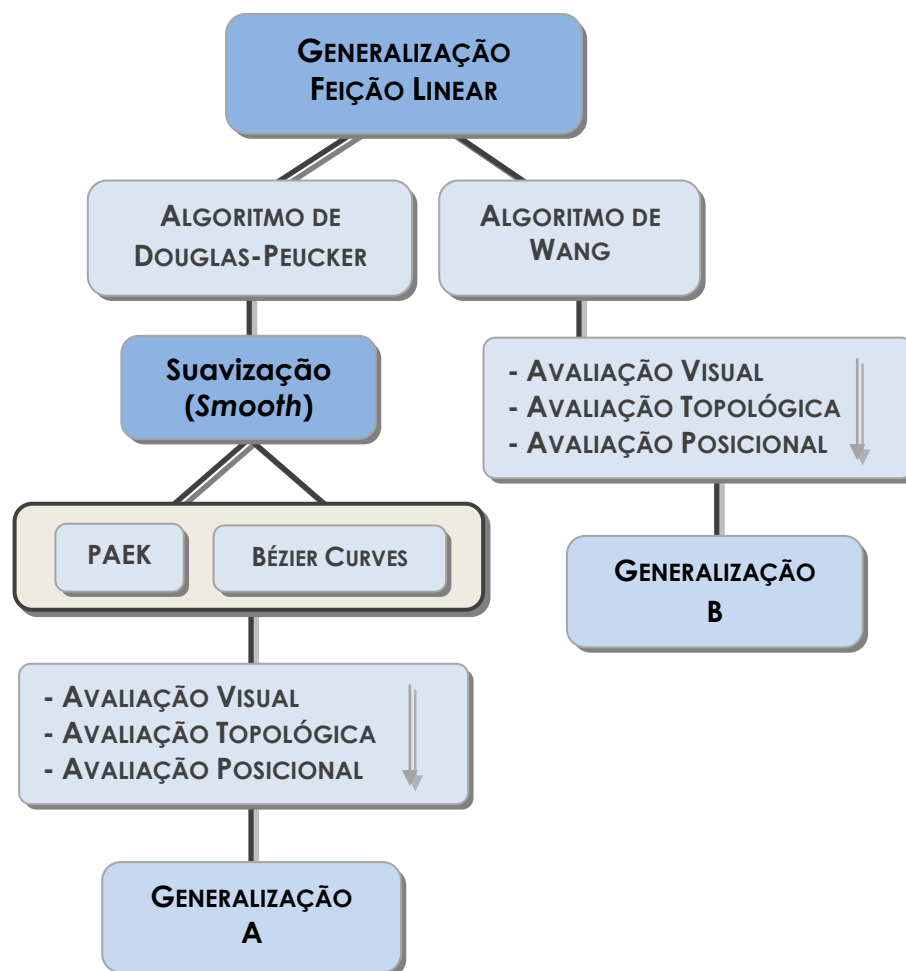 GENERALIZAÇÃO
FEIÇÃO LINEAR
ALGORITMO DE
DOUGLAS-PEUCKER
ALGORITMO DE
WANG
Suavização
(Smooth)
- AVALIAÇÃO VISUAL
- AVALIAÇÃO TOPOLÓGICA
- AVALIAÇÃO POSICIONAL
PAEK
BÉZIER CURVES
GENERALIZAÇÃO
B
- AVALIAÇÃO VISUAL
- AVALIAÇÃO TOPOLÓGICA
- AVALIAÇÃO POSICIONAL
GENERALIZAÇÃO
A